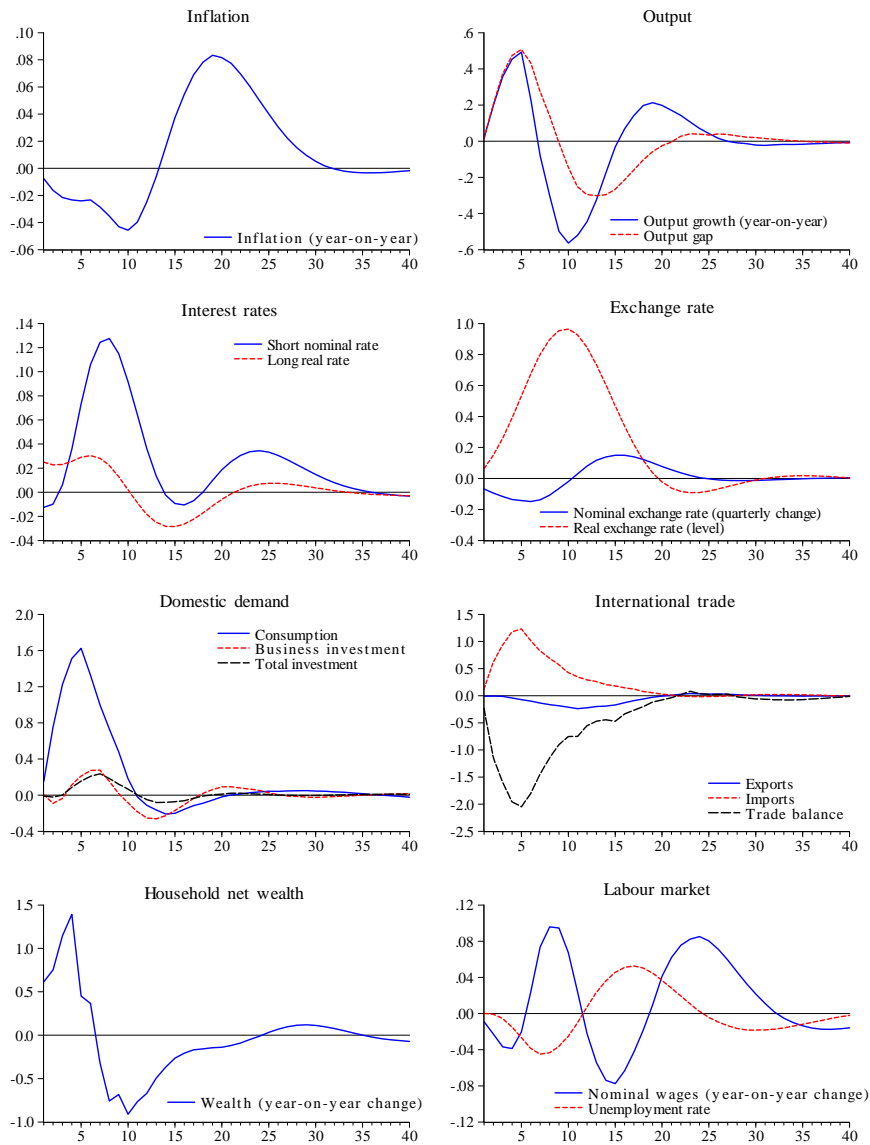 Inflation
.10
.08
.06
.04
.02
.00
-.02
-.04
-.06
Inflation (year-on-year)
5 10 15 20 25 30 35 40
Output
.6
.4
.2
.0
-.2
-.4
-.6
Output growth (year-on-year)
Output gap
5 10 15 20 25 30 35 40
Interest rates
.14
.12
.10
.08
.06
.04
.02
.00
-.02
-.04
Short nominal rate
Long real rate
5 10 15 20 25 30 35 40
Exchange rate
1.0
0.8
0.6
0.4
0.2
0.0
-0.2
-0.4
Nominal exchange rate (quarterly change)
Real exchange rate (level)
5 10 15 20 25 30 35 40
Domestic demand
2.0
1.6
1.2
0.8
0.4
0.0
-0.4
Consumption
Business investment
Total investment
5 10 15 20 25 30 35 40
International trade
1.5
1.0
0.5
0.0
-0.5
-1.0
-1.5
-2.0
-2.5
Exports
Imports
Trade balance
5 10 15 20 25 30 35 40
Household net wealth
1.5
1.0
0.5
0.0
-0.5
-1.0
Wealth (year-on-year change)
5 10 15 20 25 30 35 40
Labour market
.12
.08
.04
.00
-.04
-.08
-.12
Nominal wages (year-on-year change)
Unemployment rate
5 10 15 20 25 30 35 40